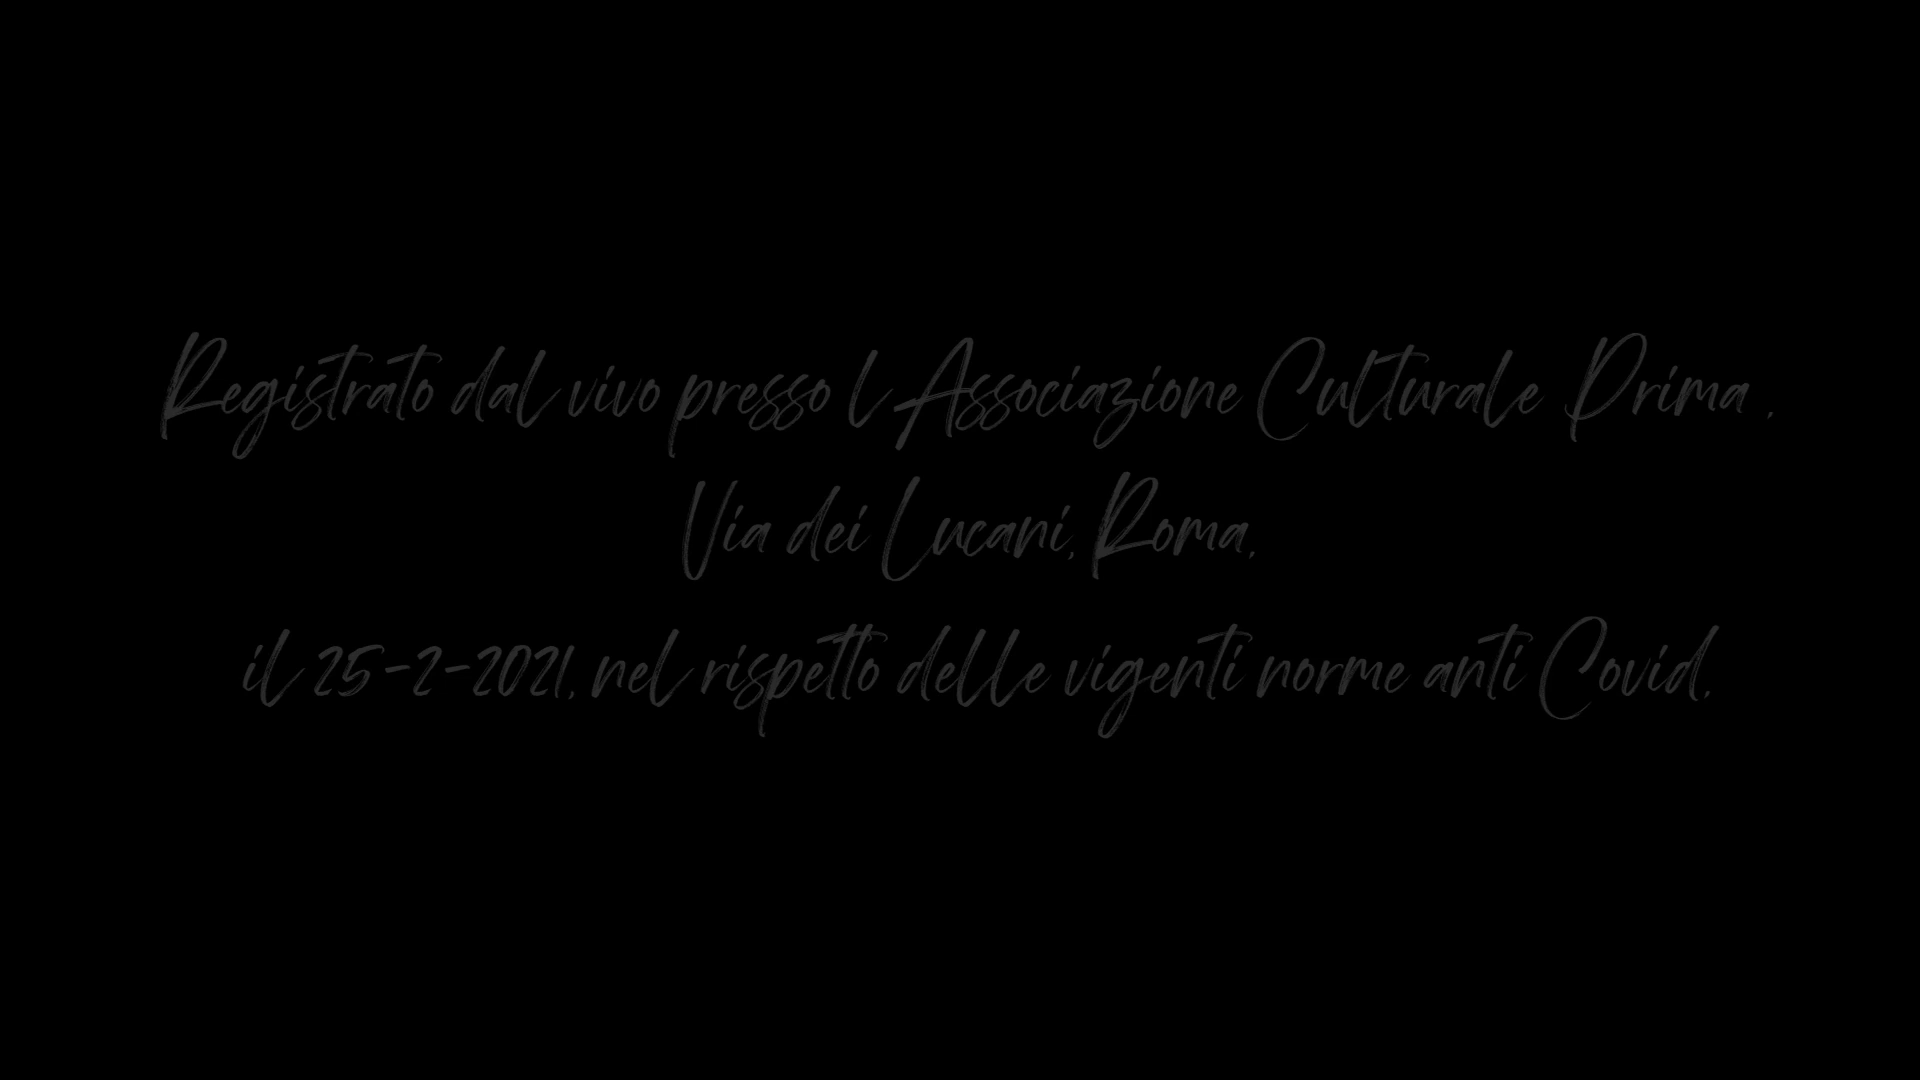 Registrato dal vivo presso l Associazione Culturale Prima .
Via dei Lucani, Roma,
il 25-2-2021, nel rispetto delle vigenti norme anti Covid,